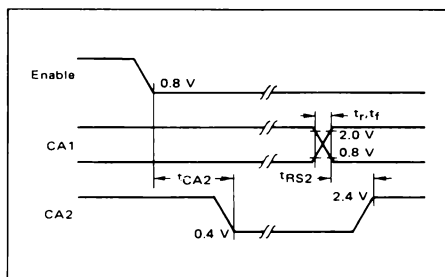 Enable
0.8 V
tr, tf
CA1
2.0 V
0.8 V
tCA2
tRS2
2.4 V
CA2
0.4 V